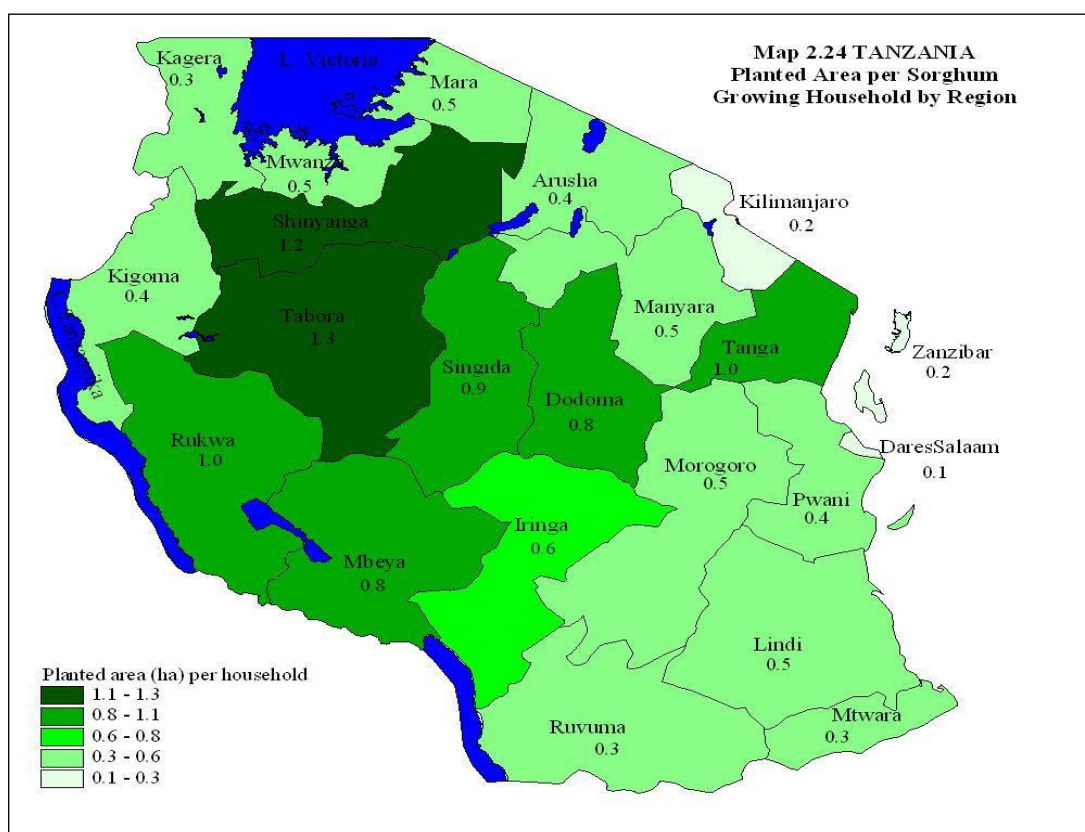 Map 2.24 TANZANIA
Planted Area per Sorghum
Growing Household by Region
Kagera
0.3
L. Victoria
Mara
0.5
Mwanza
0.5
Arusha
0.4
Kilimanjaro
0.2
Shinyanga
1.2
Kigoma
0.4
Tabora
1.3
Manyara
0.5
Singida
0.9
Tanga
1.0
Zanzibar
0.2
Dodoma
0.8
L. Tanganyika
Rukwa
1.0
Morogoro
0.5
DaresSalaam
0.1
Pwani
0.4
Iringa
0.6
Mbeya
0.8
Lindi
0.5
Mtwara
0.3
Ruvuma
0.3
Planted area (ha) per household
1.1 - 1.3
0.8 - 1.1
0.6 - 0.8
0.3 - 0.6
0.1 - 0.3